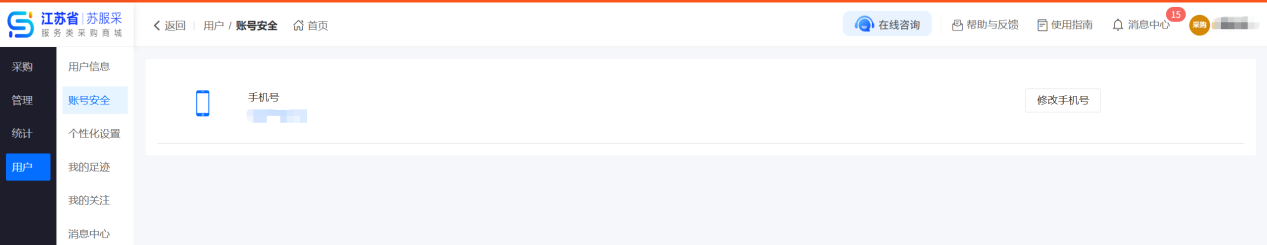 江苏省 | 苏服采
服务类采购商城
返回 | 用户 / 账号安全 首页
在线咨询 帮助与反馈 使用指南 消息中心 15 采购
采购
管理
统计
用户
用户信息
账号安全
个性化设置
我的足迹
我的关注
消息中心
手机号
修改手机号